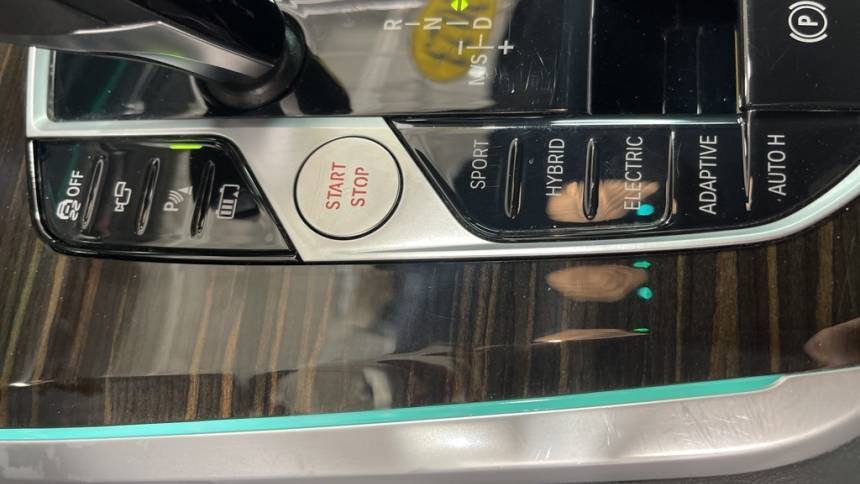 R
N
D
M/S
OFF
P
START
STOP
SPORT
HYBRID
ELECTRIC
ADAPTIVE
AUTO H
(P)